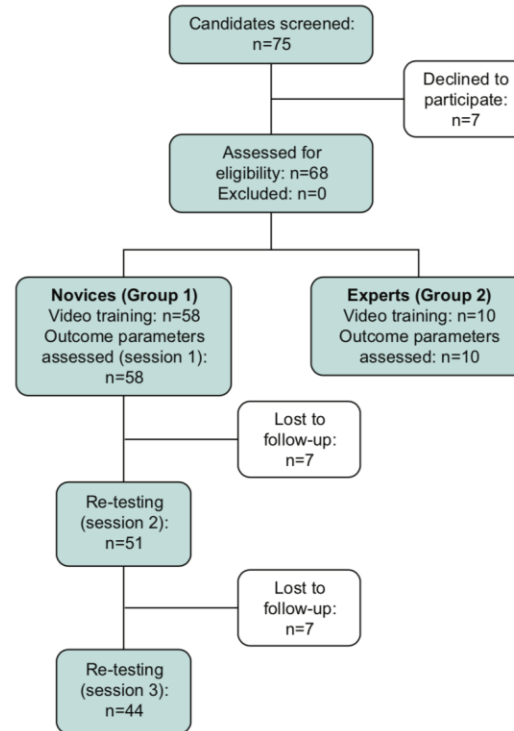 Candidates screened:
n=75
Declined to
participate:
n=7
Assessed for
eligibility: n=68
Excluded: n=0
Novices (Group 1)
Video training: n=58
Outcome parameters
assessed (session 1):
n=58
Experts (Group 2)
Video training: n=10
Outcome parameters
assessed: n=10
Lost to
follow-up:
n=7
Re-testing
(session 2):
n=51
Lost to
follow-up:
n=7
Re-testing
(session 3):
n=44